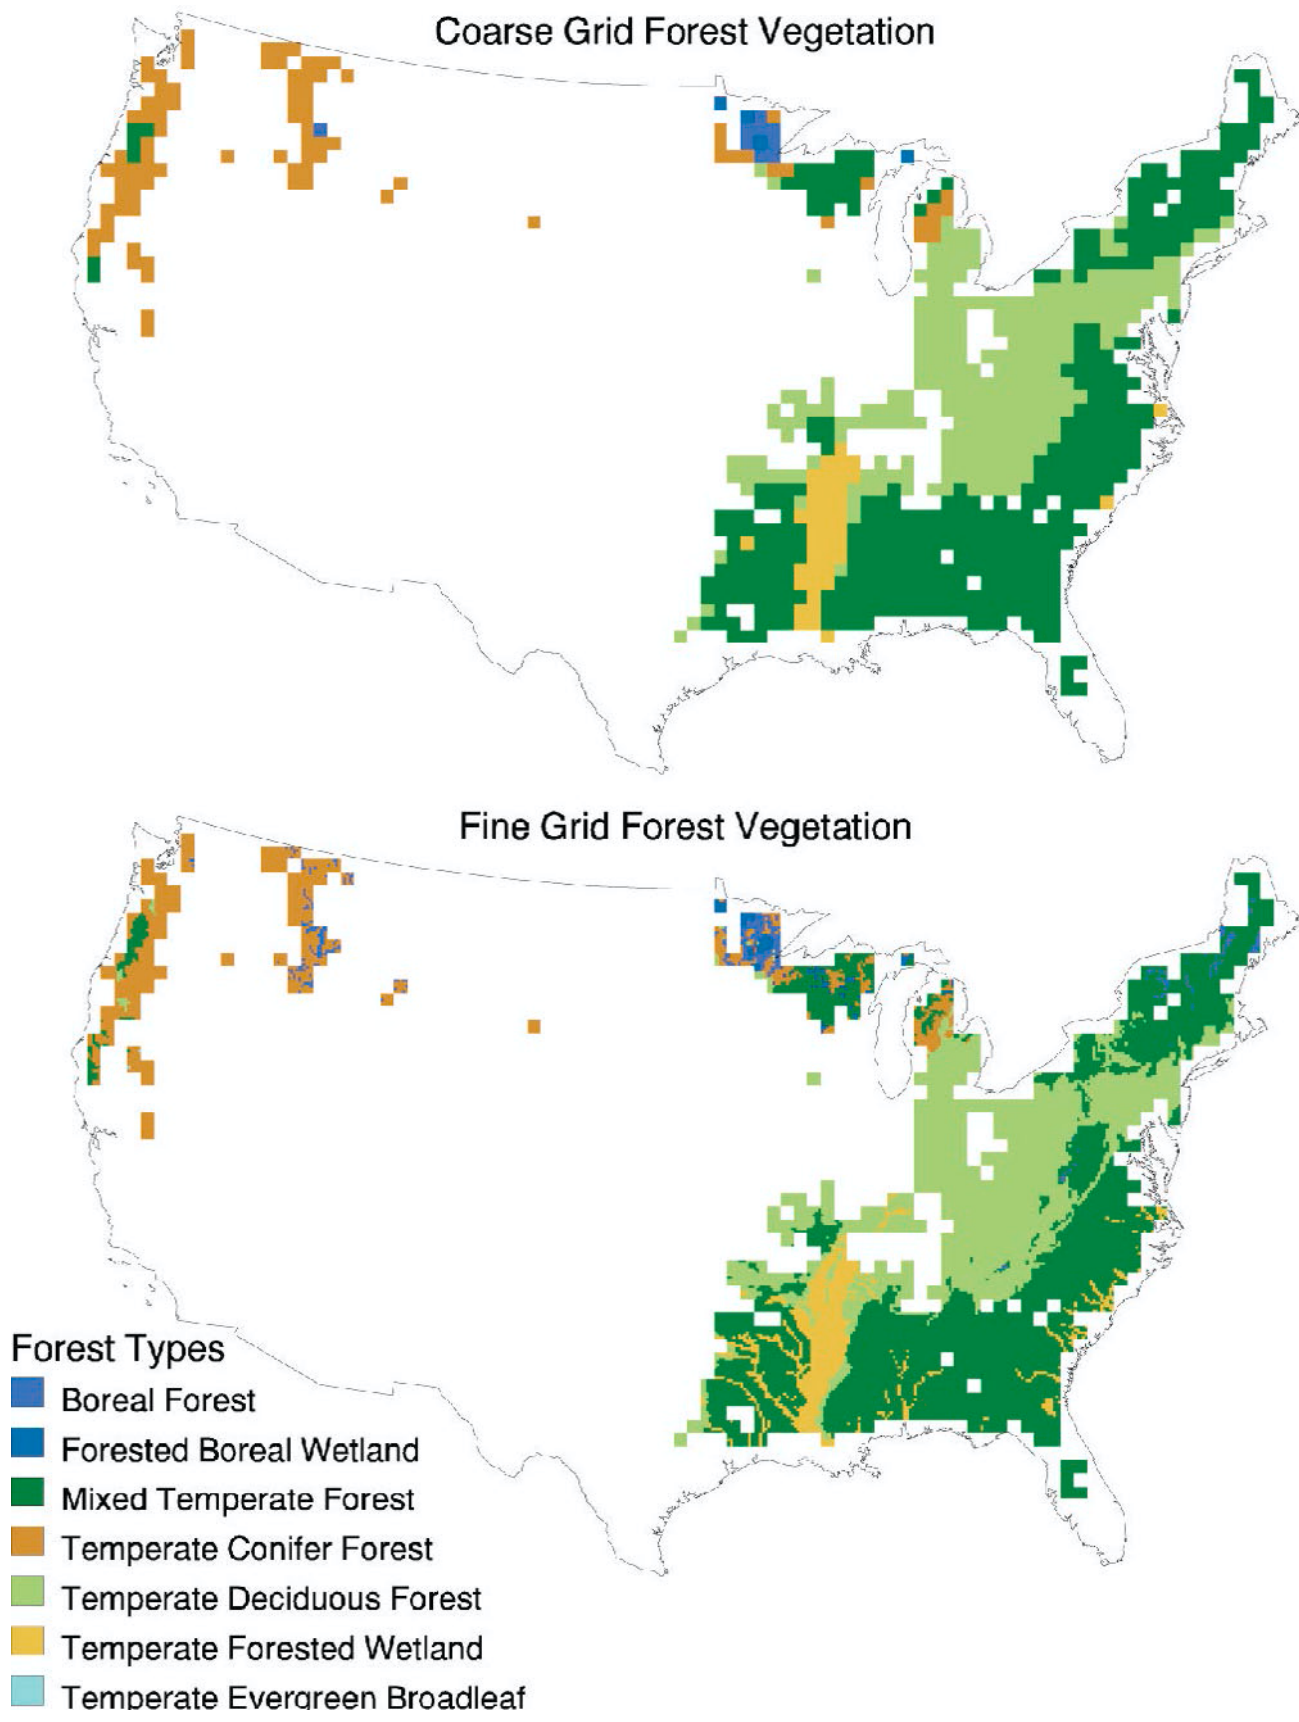 Coarse Grid Forest Vegetation
Fine Grid Forest Vegetation
Forest Types
Boreal Forest
Forested Boreal Wetland
Mixed Temperate Forest
Temperate Conifer Forest
Temperate Deciduous Forest
Temperate Forested Wetland
Temperate Evergreen Broadleaf